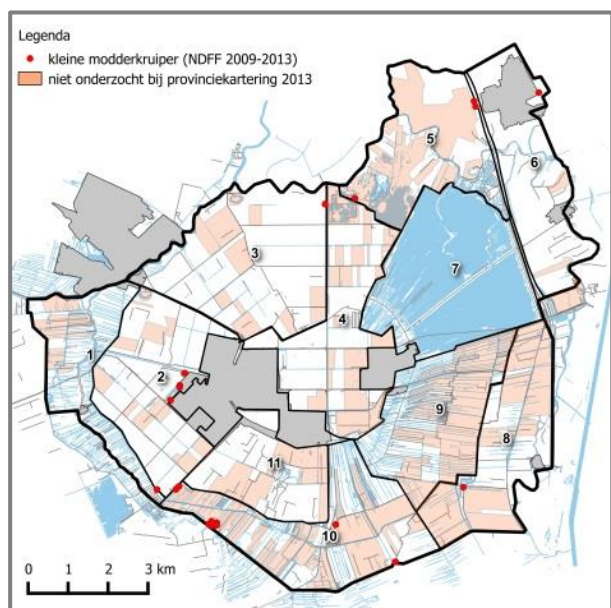 Legenda
kleine modderkruiper (NDFF 2009-2013)
niet onderzocht bij provinciekartering 2013
5
6
3
7
4
1
2
9
8
11
10
0 1 2 3 km